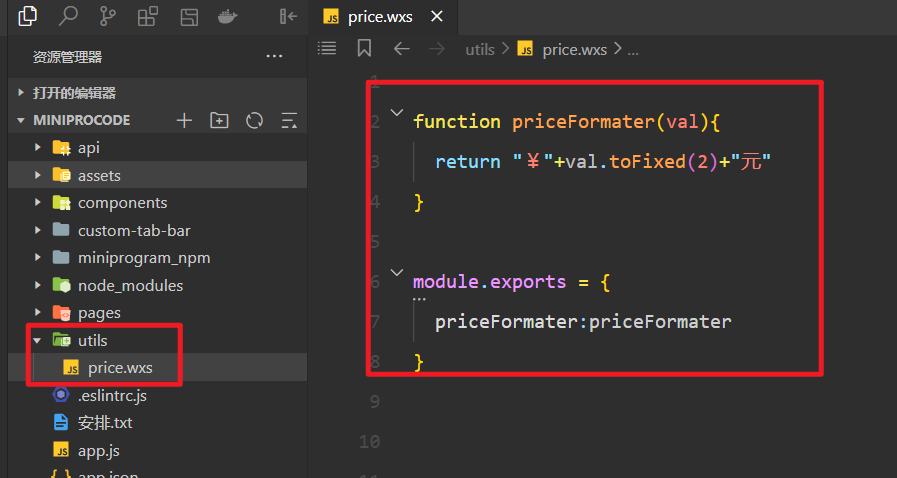 price.wxs
资源管理器
utils
price.wxs
...
打开的编辑器
MINIPROCODE
api
assets
components
custom-tab-bar
miniprogram_npm
node_modules
pages
utils
price.wxs
.eslintrc.js
安排.txt
app.js
app.json
1
2 function priceFormater(val){
3 return "￥"+val.toFixed(2)+"元"
4 }
5
6 module.exports = {
7 priceFormater:priceFormater
8 }
9
10
11